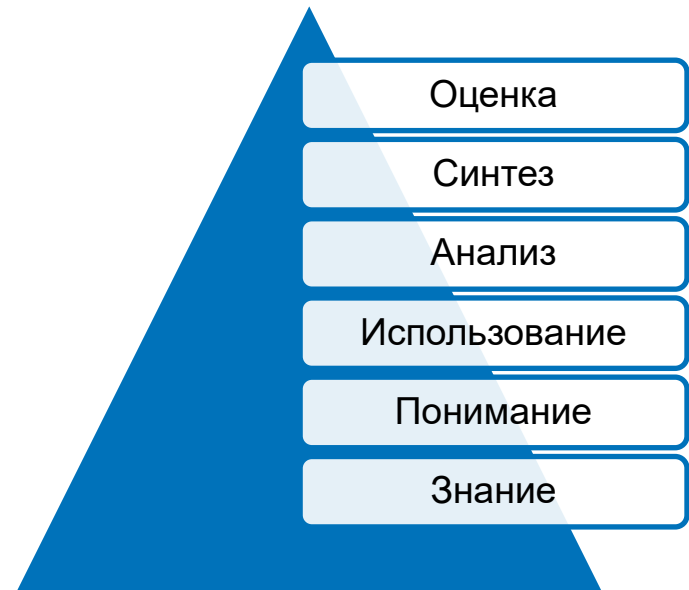 Оценка
Синтез
Анализ
Использование
Понимание
Знание